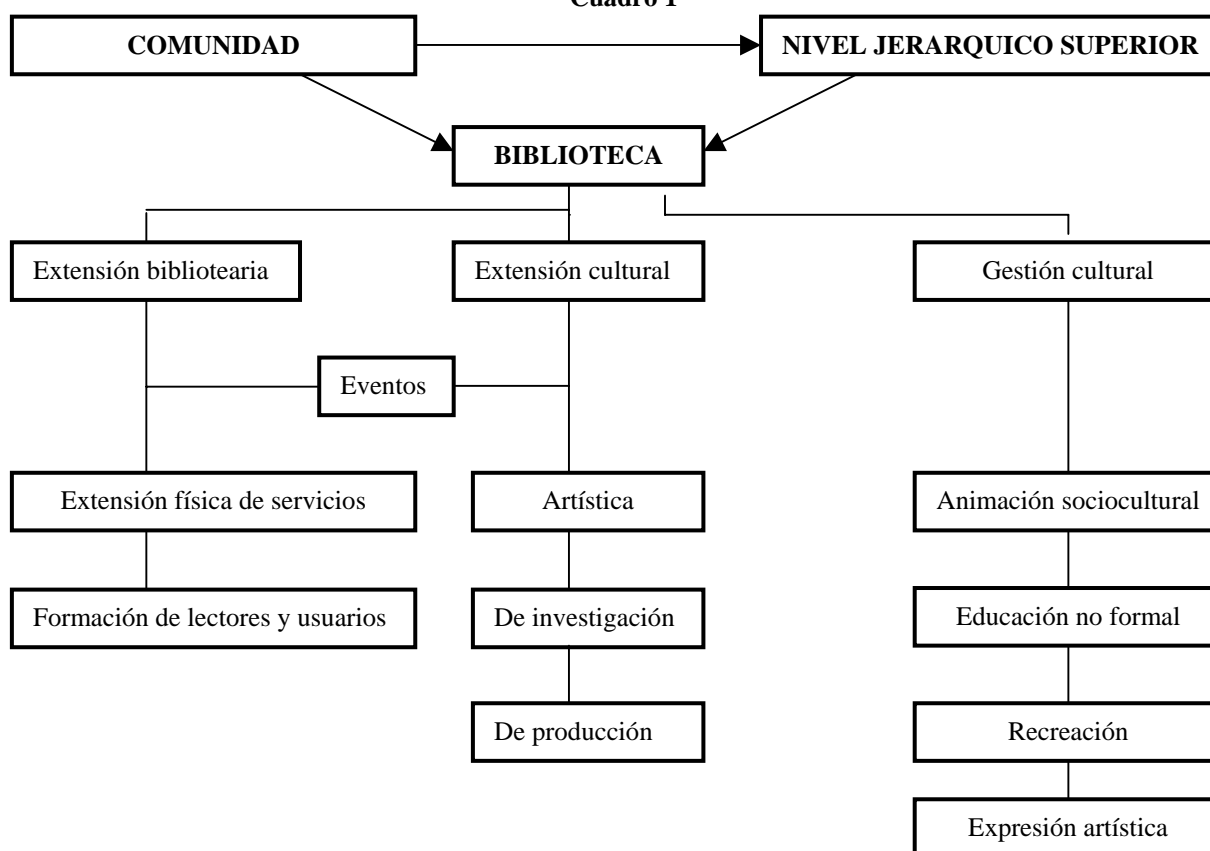 Cuadro 1
COMUNIDAD
NIVEL JERARQUICO SUPERIOR
BIBLIOTECA
Extensión bibliotearia
Extensión cultural
Gestión cultural
Eventos
Extensión física de servicios
Artística
Animación sociocultural
Formación de lectores y usuarios
De investigación
Educación no formal
De producción
Recreación
Expresión artística